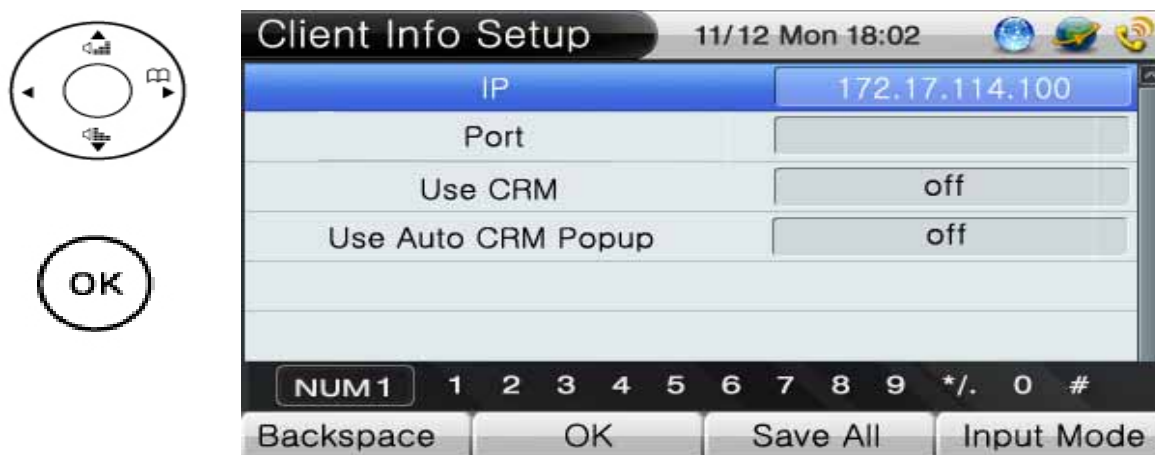 Client Info Setup 11/12 Mon 18:02
IP 172.17.114.100
Port
Use CRM off
Use Auto CRM Popup off
NUM1 1 2 3 4 5 6 7 8 9 */. 0 #
Backspace OK Save All Input Mode
OK